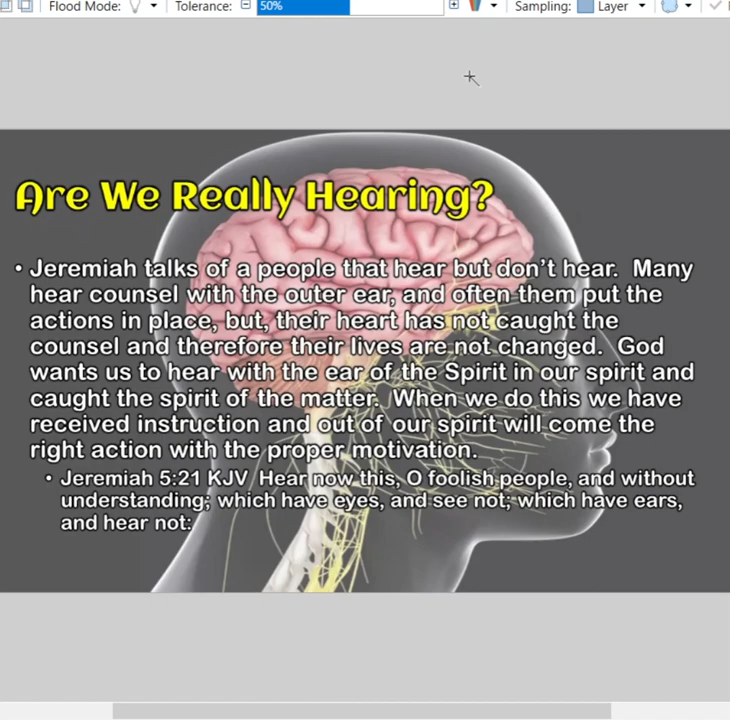 Flood Mode: Tolerance: 50% Sampling: Layer
Are We Really Hearing?
• Jeremiah talks of a people that hear but don't hear.  Many
hear counsel with the outer ear, and often them put the
actions in place, but, their heart has not caught the
counsel and therefore their lives are not changed.  God
wants us to hear with the ear of the Spirit in our spirit and
caught the spirit of the matter.  When we do this we have
received instruction and out of our spirit will come the
right action with the proper motivation.
• Jeremiah 5:21 KJV  Hear now this, O foolish people, and without
understanding; which have eyes, and see not; which have ears,
and hear not: